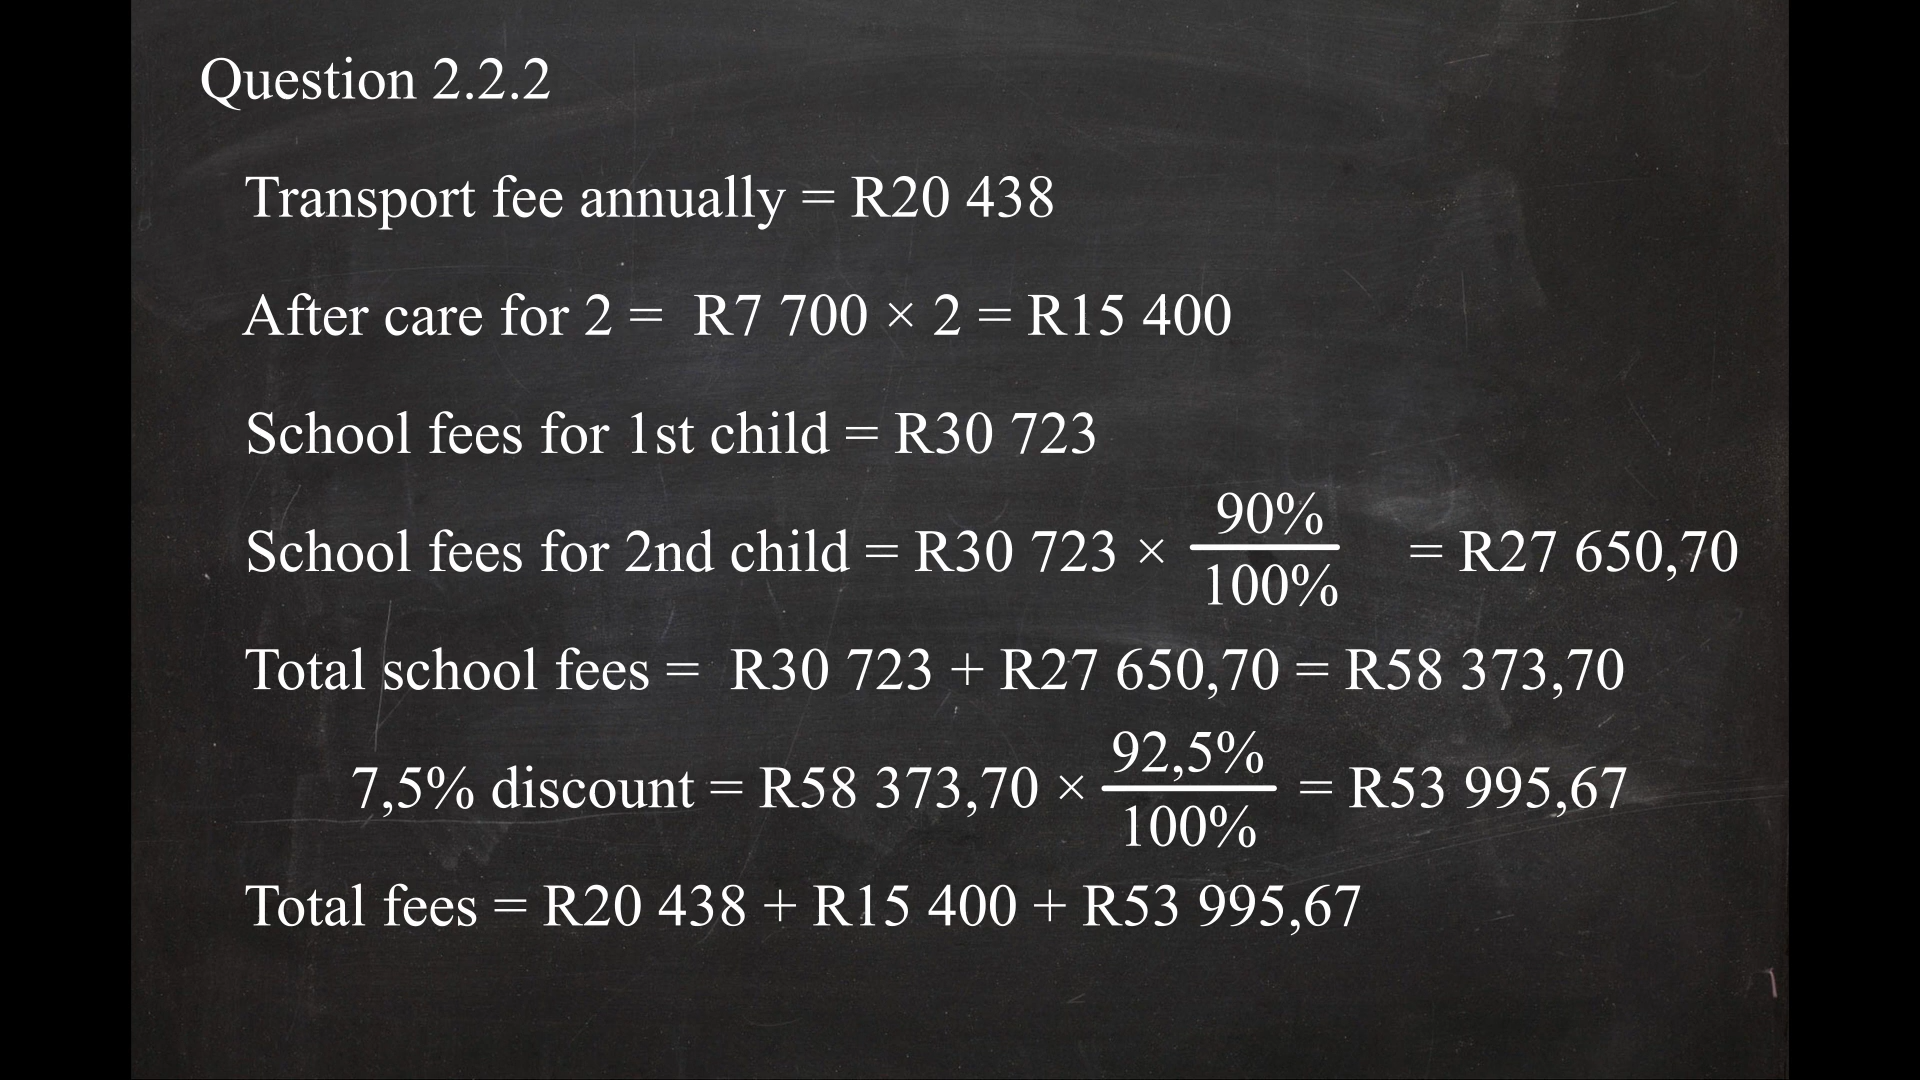 Question 2.2.2
Transport fee annually = R20 438
After care for 2 = R7 700 × 2 = R15 400
School fees for 1st child = R30 723
School fees for 2nd child = R30 723 × 90%/100% = R27 650,70
Total school fees = R30 723 + R27 650,70 = R58 373,70
7,5% discount = R58 373,70 × 92,5%/100% = R53 995,67
Total fees = R20 438 + R15 400 + R53 995,67